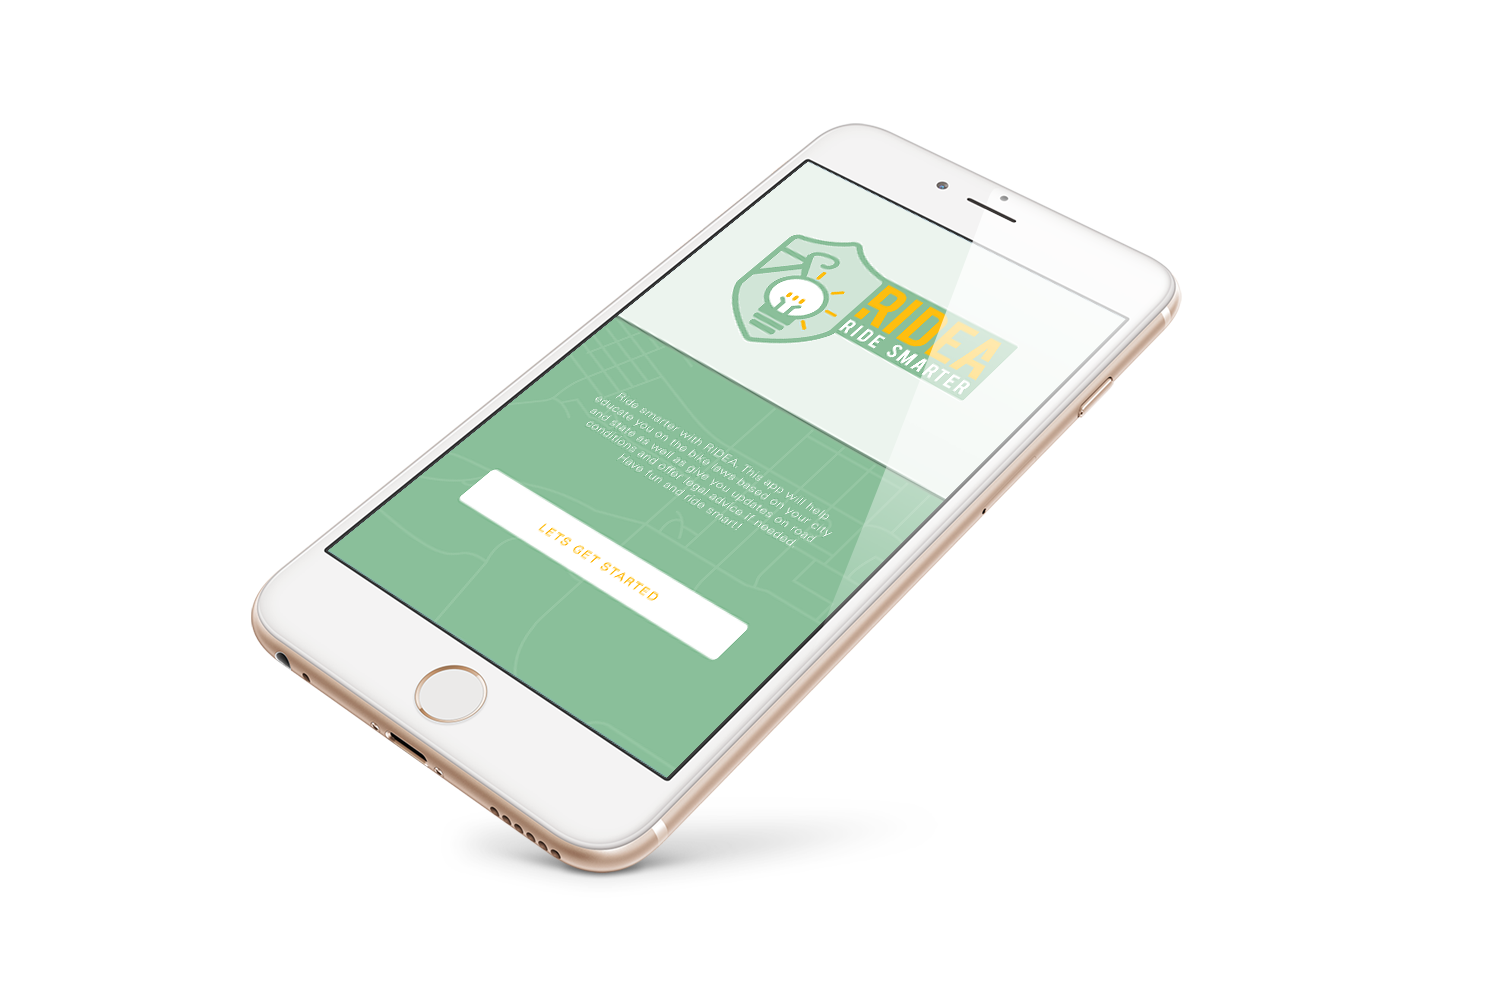 RIDEA
RIDE SMARTER
Ride smarter with RIDEA. This app will help
educate you on the bike laws based on your city
and state as well as give you updates on road
conditions and offer legal advice if needed.
Have fun and ride smart!
LETS GET STARTED